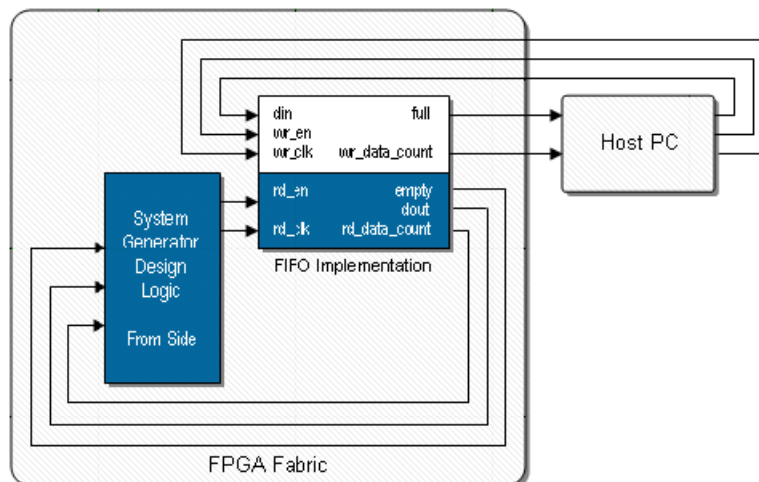 din full
wr_en
wr_clk wr_data_count
rd_en empty
dout
rd_clk rd_data_count
FIFO Implementation
Host PC
System
Generator
Design
Logic
From Side
FPGA Fabric